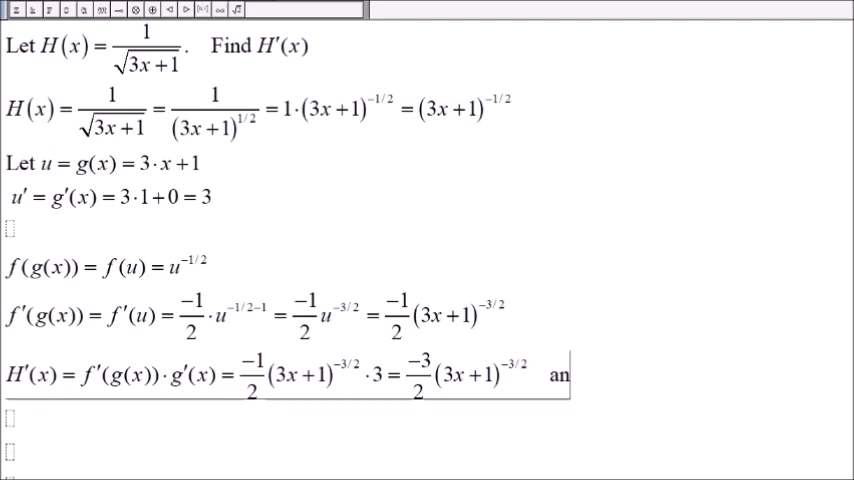 Let H(x) = 1/√(3x+1). Find H′(x)
H(x) = 1/√(3x+1) = 1/(3x+1)^{1/2} = 1·(3x+1)^{-1/2} = (3x+1)^{-1/2}
Let u = g(x) = 3·x+1
u′ = g′(x) = 3·1+0 = 3
f(g(x)) = f(u) = u^{-1/2}
f′(g(x)) = f′(u) = -1/2 · u^{-1/2-1} = -1/2 u^{-3/2} = -1/2 (3x+1)^{-3/2}
H′(x) = f′(g(x))·g′(x) = -1/2 (3x+1)^{-3/2} · 3 = -3/2 (3x+1)^{-3/2} an